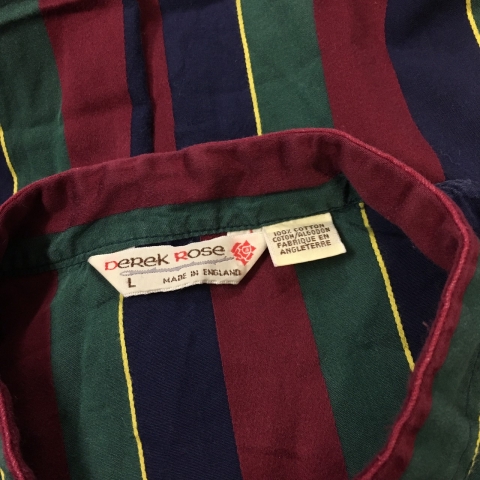 DEREK ROSE
L MADE IN ENGLAND
100% COTTON
COTON/ALGODON
FABRIQUE EN
ANGLETERRE